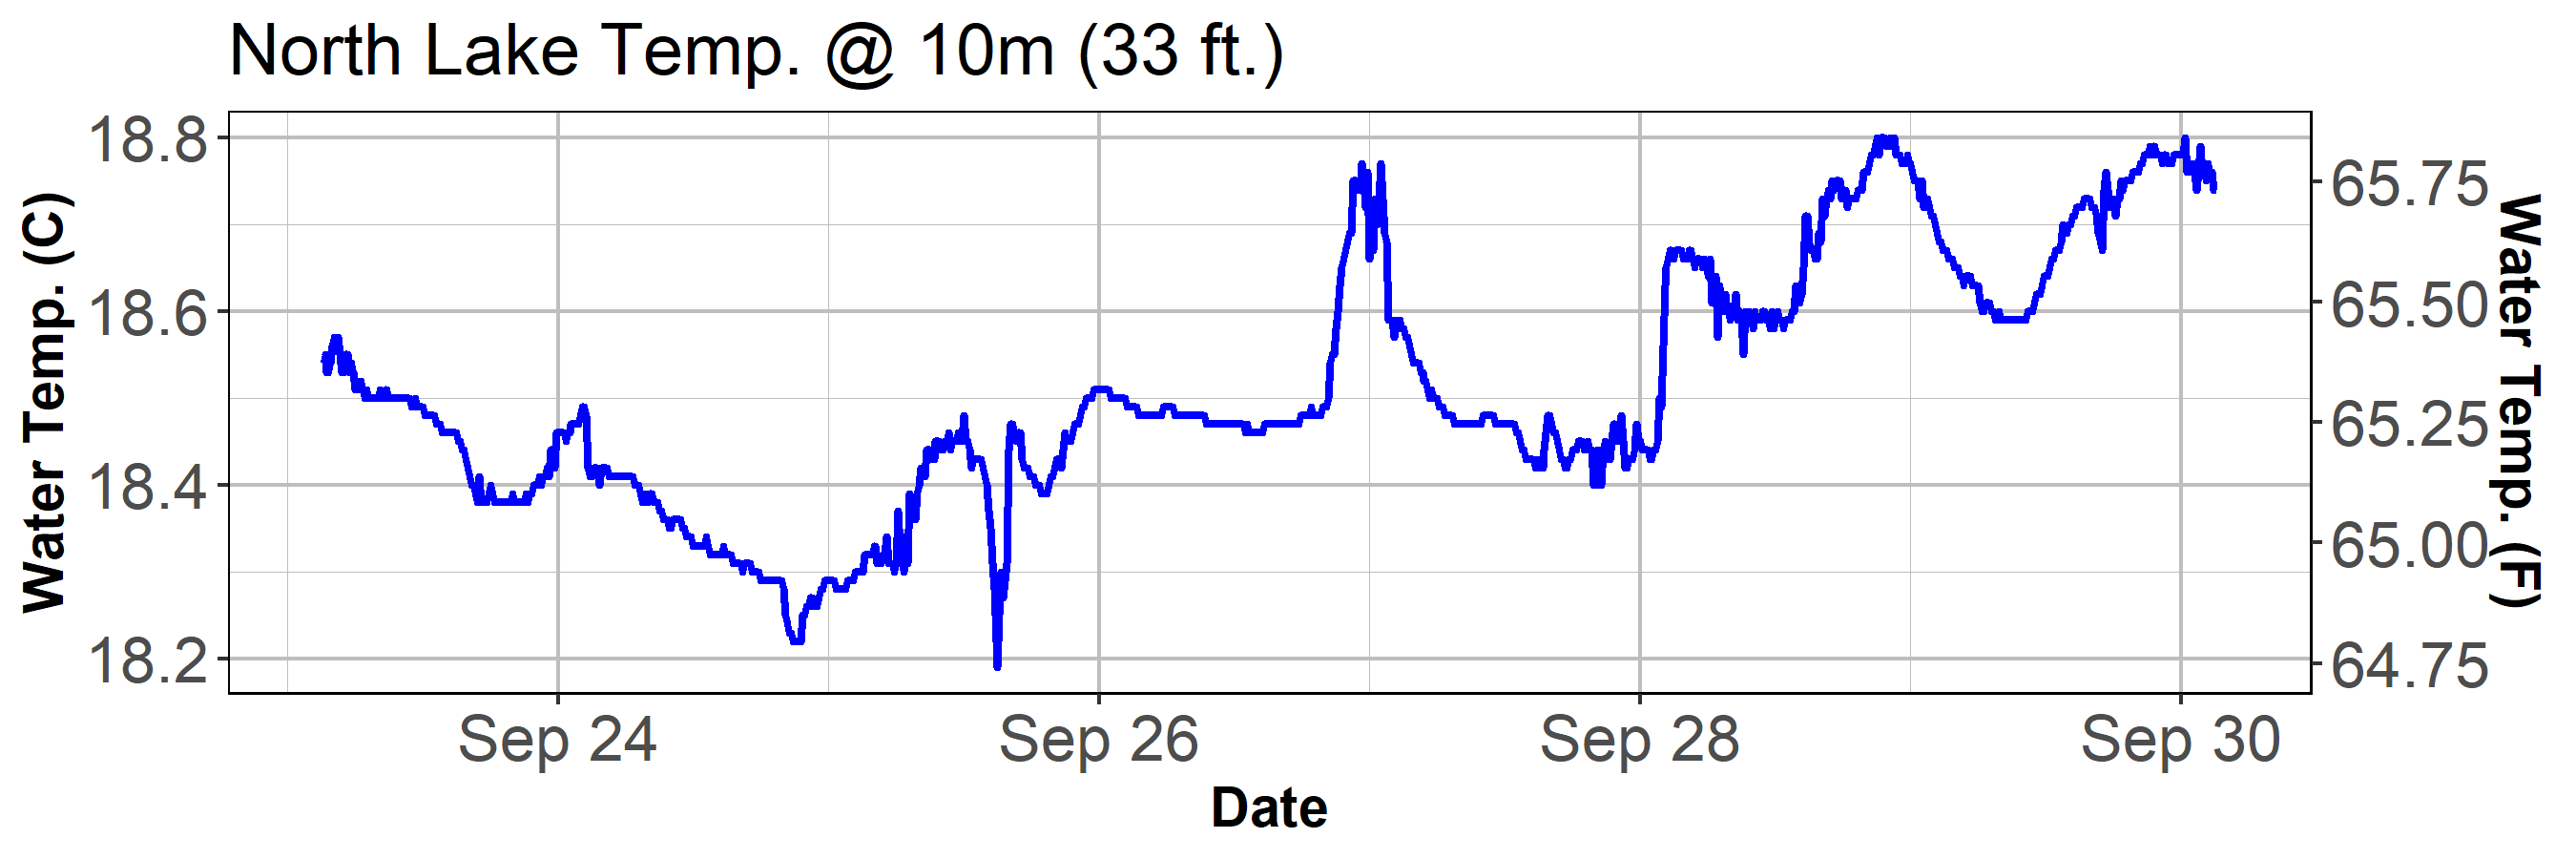 North Lake Temp. @ 10m (33 ft.)
Water Temp. (C)
18.8
18.6
18.4
18.2
65.75
65.50
65.25
65.00
64.75
Water Temp. (F)
Sep 24 Sep 26 Sep 28 Sep 30
Date